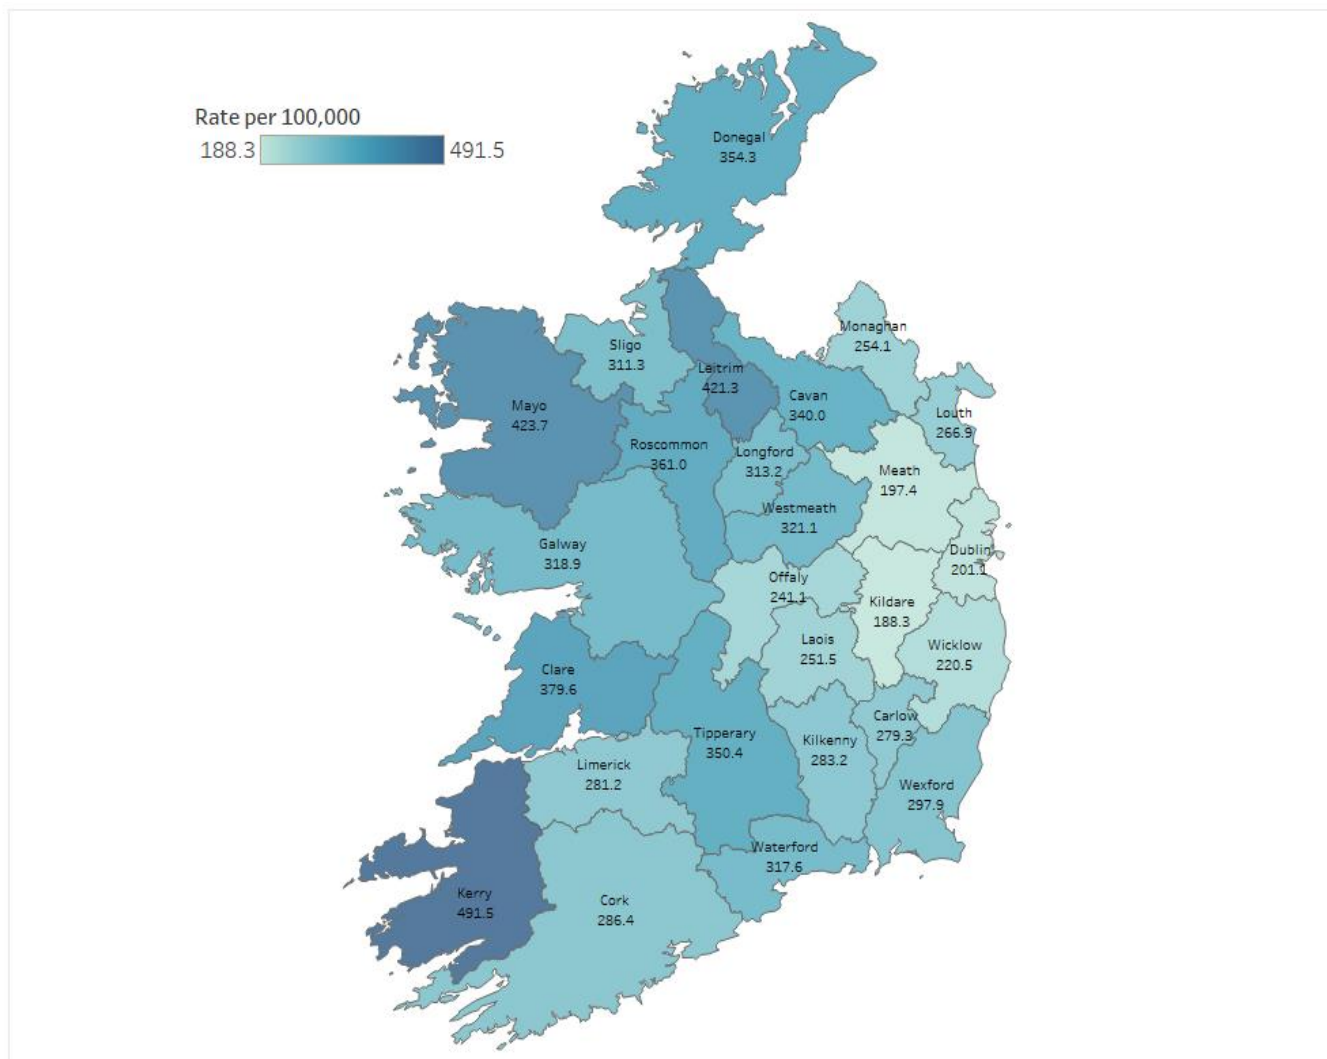 Rate per 100,000
188.3
491.5
Donegal
354.3
Monaghan
254.1
Sligo
311.3
Leitrim
421.3
Cavan
340.0
Mayo
423.7
Louth
266.9
Roscommon
361.0
Longford
313.2
Meath
197.4
Westmeath
321.1
Galway
318.9
Dublin
201.1
Offaly
241.1
Kildare
188.3
Laois
251.5
Wicklow
220.5
Clare
379.6
Carlow
279.3
Tipperary
350.4
Kilkenny
283.2
Limerick
281.2
Wexford
297.9
Waterford
317.6
Kerry
491.5
Cork
286.4